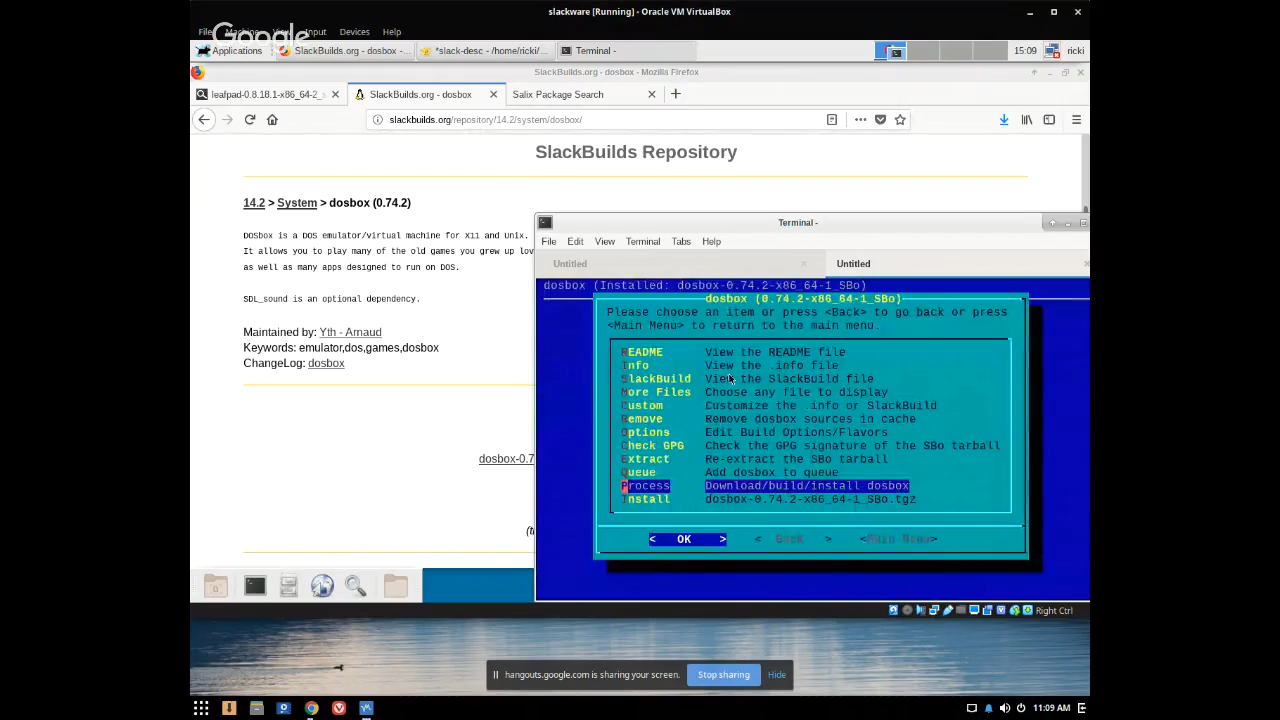 slackware [Running] - Oracle VM VirtualBox
Google
File Machine View Input Devices Help
Applications SlackBuilds.org - dosbox -... *slack-desc - /home/ricki/... Terminal - 15:09 ricki
SlackBuilds.org - dosbox - Mozilla Firefox
leafpad-0.8.18.1-x86_64-2_s SlackBuilds.org - dosbox Salix Package Search
slackbuilds.org/repository/14.2/system/dosbox/
SlackBuilds Repository
14.2 > System > dosbox (0.74.2)
DOSbox is a DOS emulator/virtual machine for X11 and Unix.
It allows you to play many of the old games you grew up lov
as well as many apps designed to run on DOS.
SDL_sound is an optional dependency.
Maintained by: Yth - Arnaud
Keywords: emulator,dos,games,dosbox
ChangeLog: dosbox
dosbox-0.7
(t
Terminal -
File Edit View Terminal Tabs Help
Untitled Untitled
dosbox (Installed: dosbox-0.74.2-x86_64-1_SBo)
dosbox (0.74.2-x86_64-1_SBo)
Please choose an item or press <Back> to go back or press
<Main Menu> to return to the main menu.
README View the README file
Info View the .info file
SlackBuild View the SlackBuild file
More Files Choose any file to display
Custom Customize the .info or SlackBuild
Remove Remove dosbox sources in cache
Options Edit Build Options/Flavors
Check GPG Check the GPG signature of the SBo tarball
Extract Re-extract the SBo tarball
Queue Add dosbox to queue
Process Download/build/install dosbox
Install dosbox-0.74.2-x86_64-1_SBo.tgz
< OK > < Back > <Main Menu>
Right Ctrl
hangouts.google.com is sharing your screen. Stop sharing Hide
11:09 AM